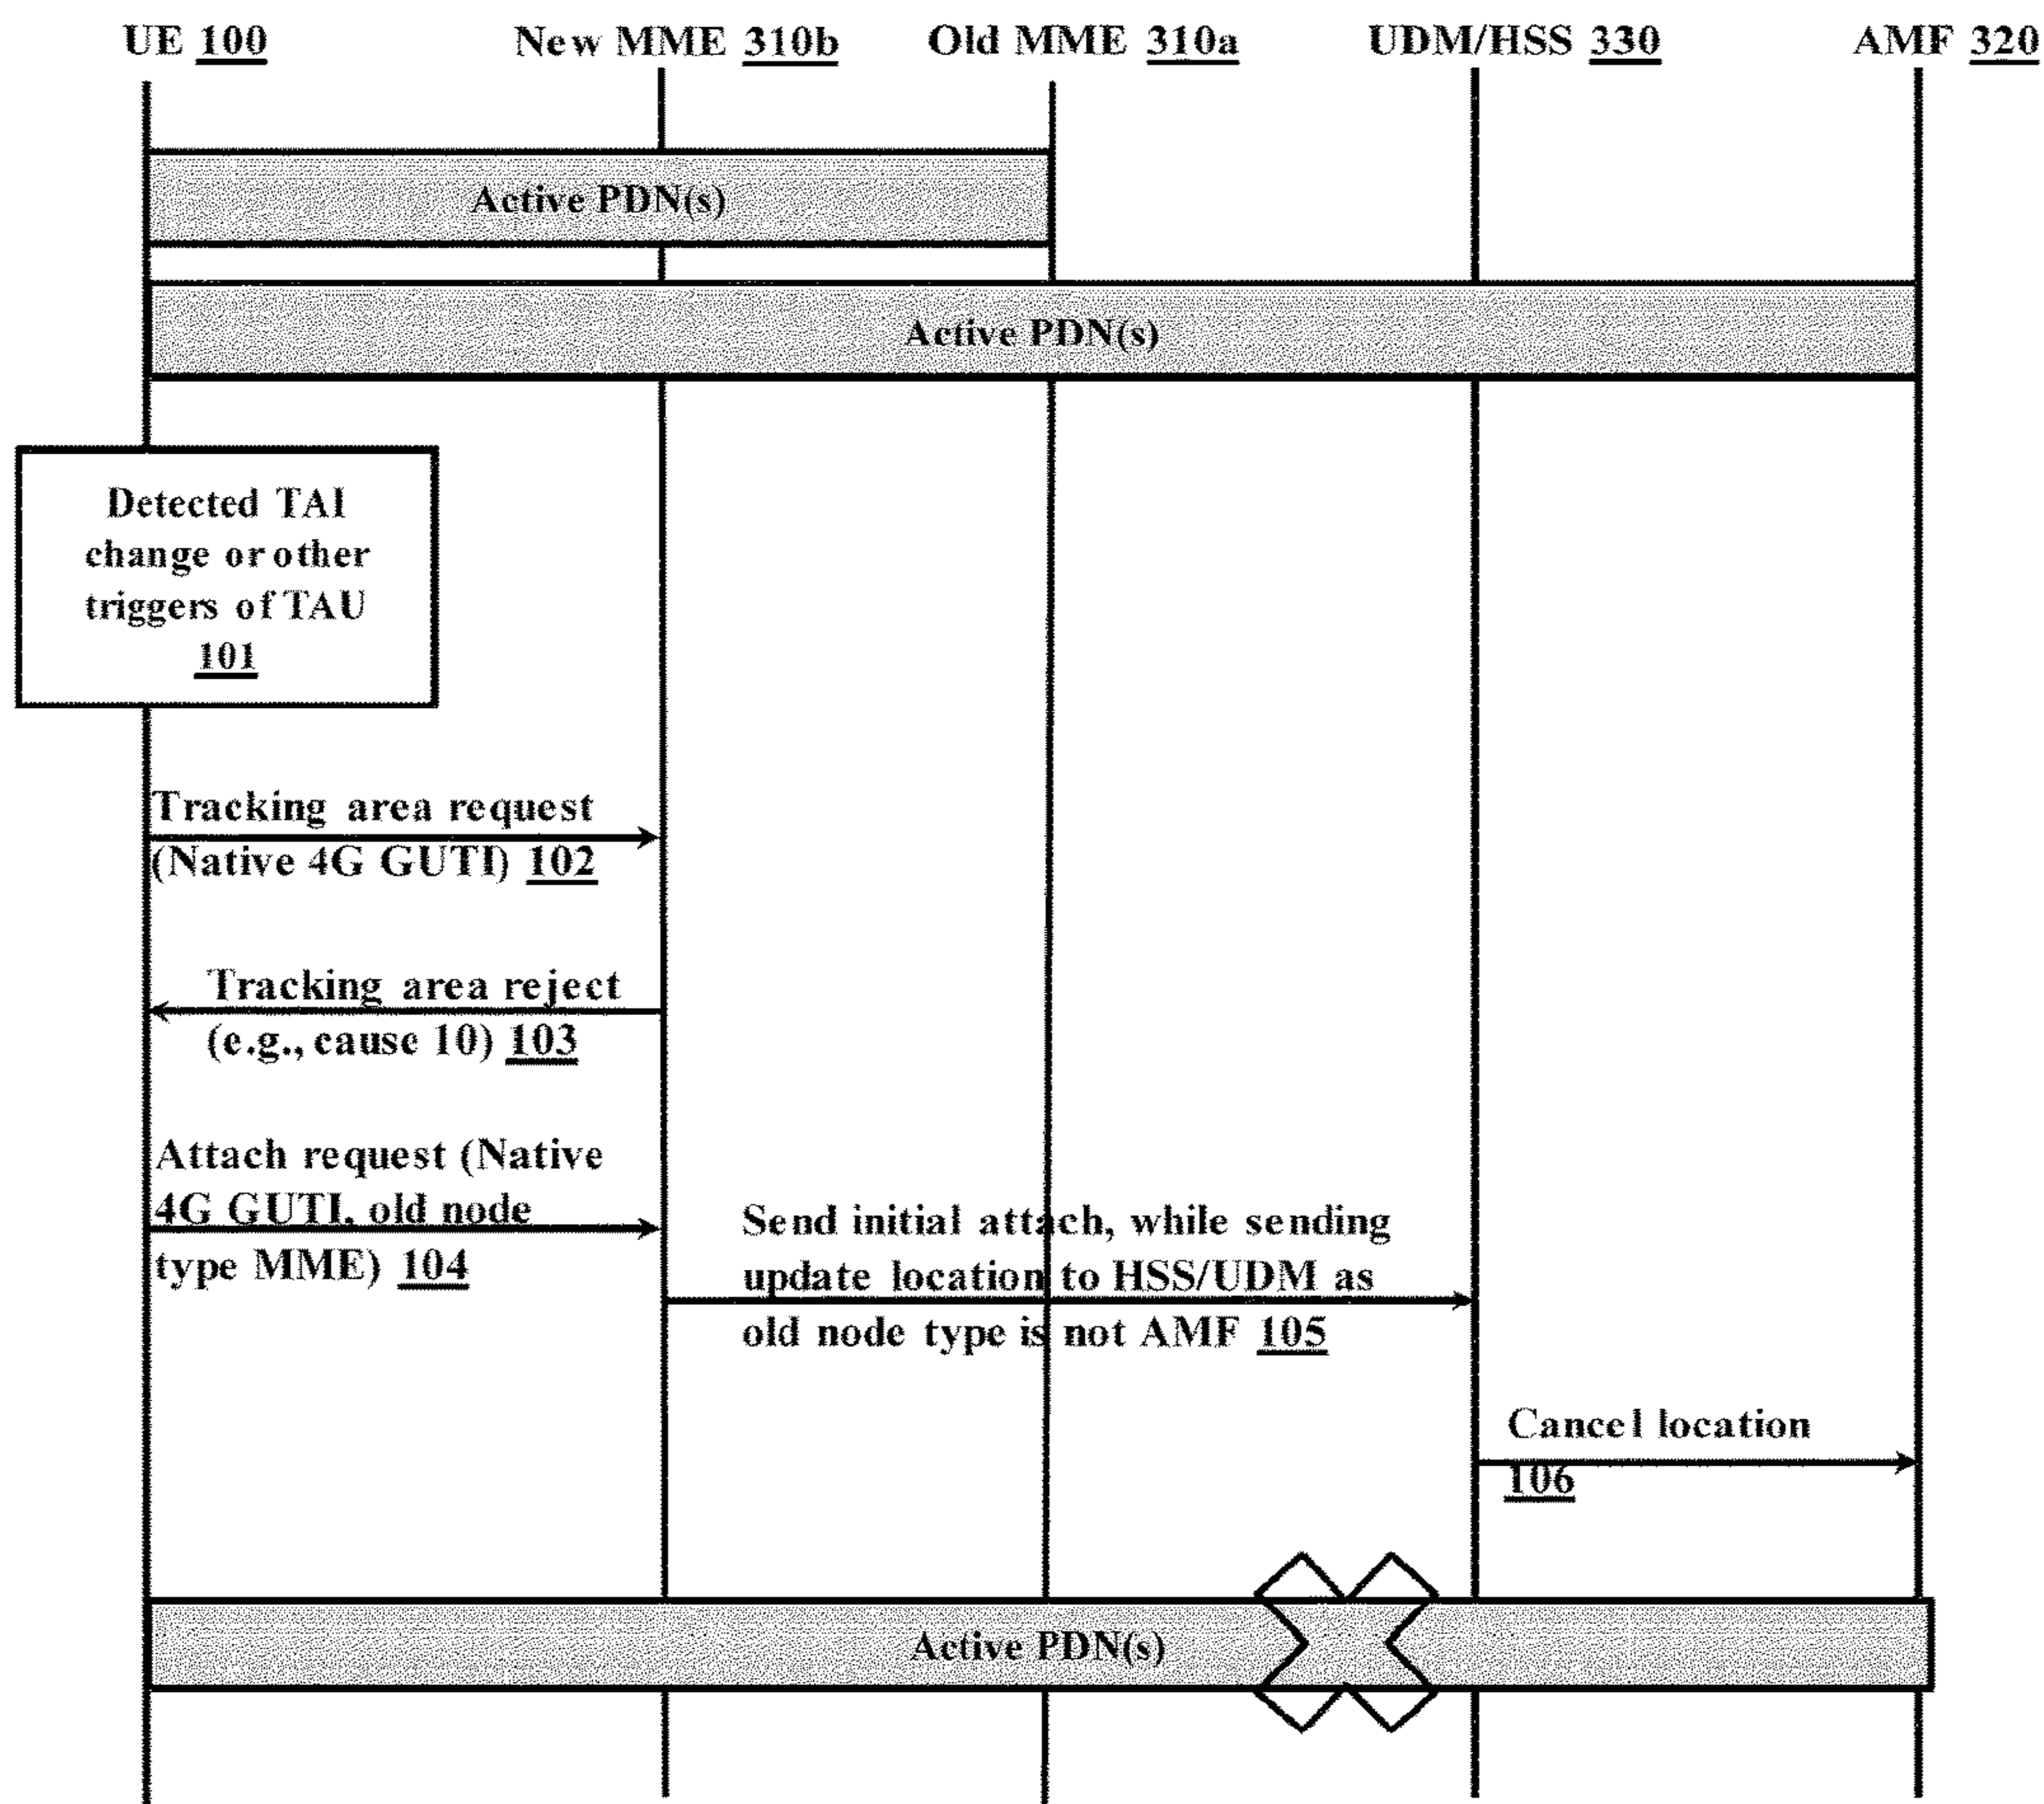 UE 100
New MME 310b
Old MME 310a
UDM/HSS 330
AMF 320
Active PDN(s)
Active PDN(s)
Detected TAI
change or other
triggers of TAU
101
Tracking area request
(Native 4G GUTI) 102
Tracking area reject
(e.g., cause 10) 103
Attach request (Native
4G GUTI, old node
type MME) 104
Send initial attach, while sending
update location to HSS/UDM as
old node type is not AMF 105
Cancel location
106
Active PDN(s)